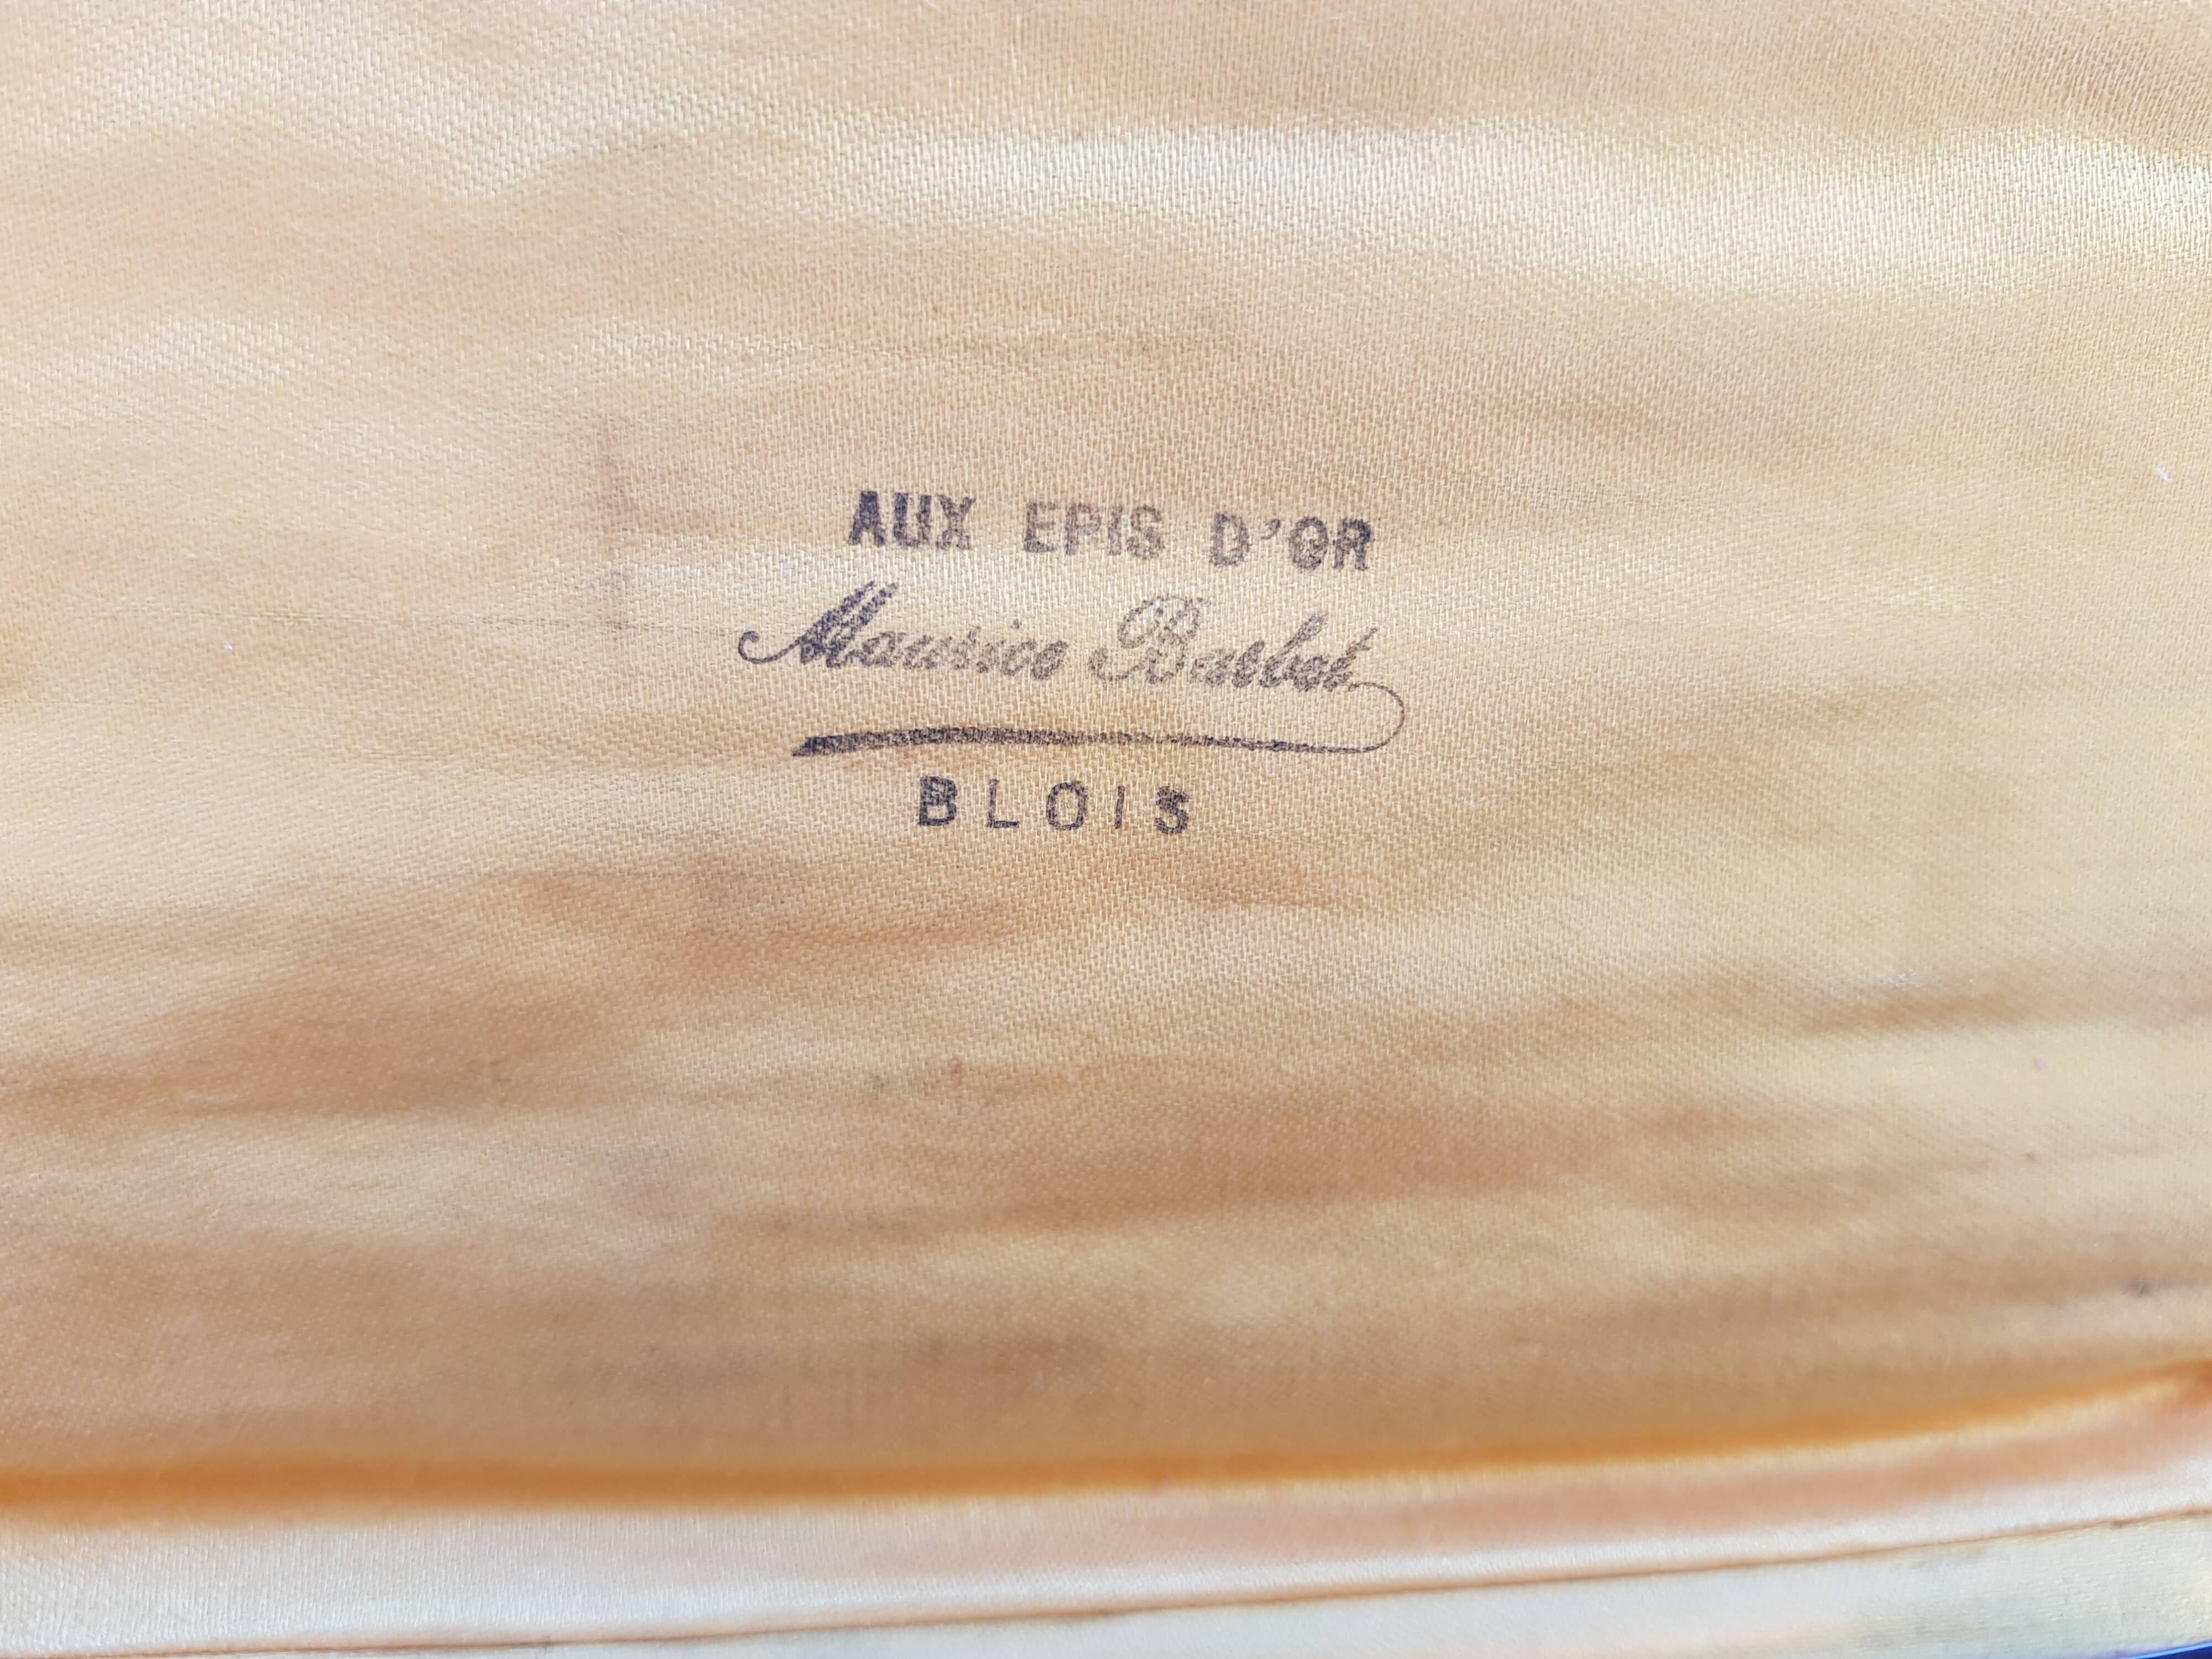 AUX EPIS D'OR
Maurice Barbot
BLOIS